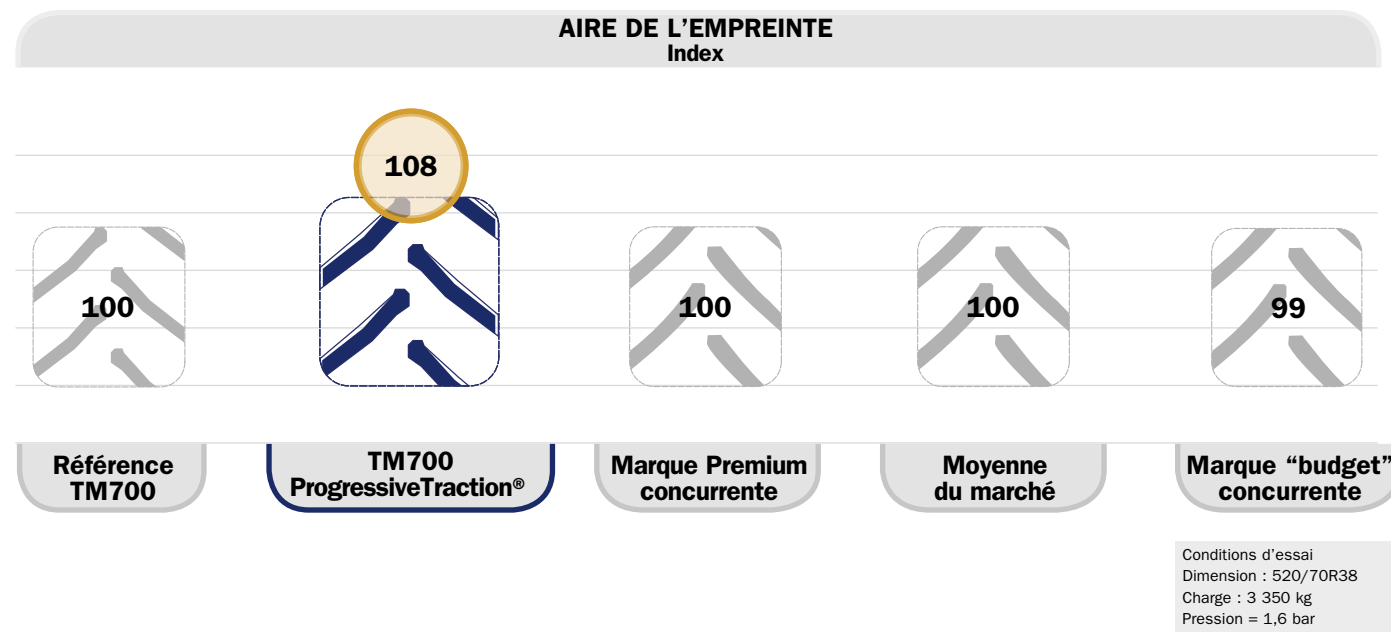 AIRE DE L'EMPREINTE
Index
108
100
100
100
99
Référence
TM700
TM700
ProgressiveTraction®
Marque Premium
concurrente
Moyenne
du marché
Marque “budget”
concurrente
Conditions d'essai
Dimension : 520/70R38
Charge : 3 350 kg
Pression = 1,6 bar